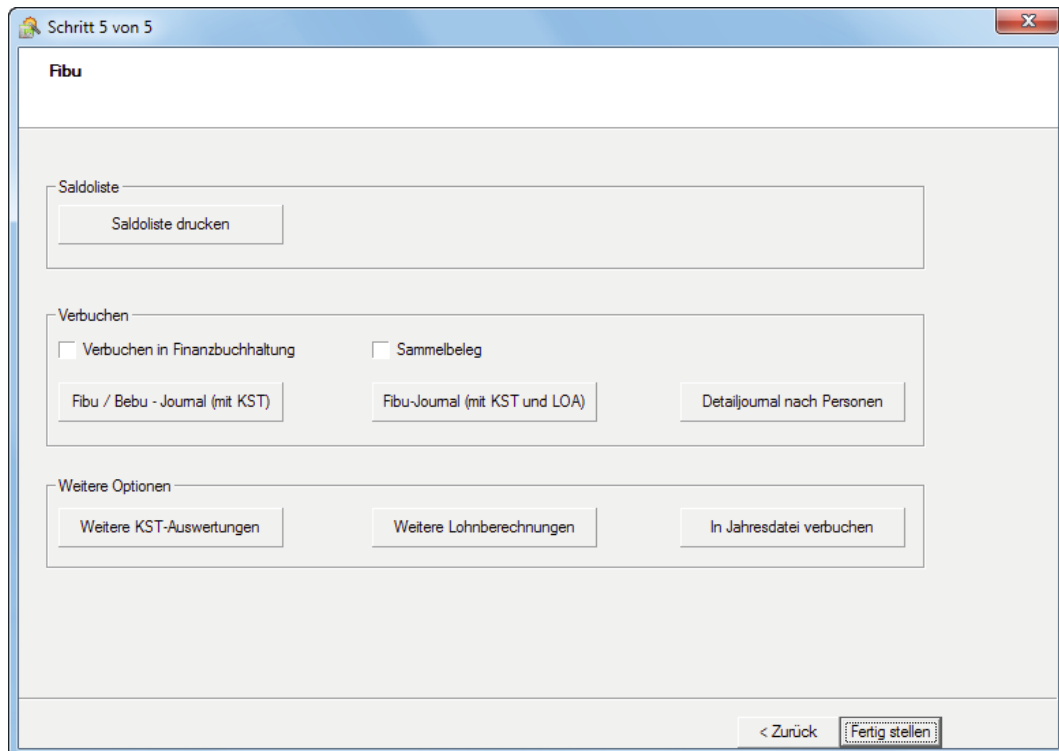 Schritt 5 von 5
x
Fibu
Saldoliste
Saldoliste drucken
Verbuchen
Verbuchen in Finanzbuchhaltung Sammelbeleg
Fibu / Bebu - Journal (mit KST) Fibu-Journal (mit KST und LOA) Detailjournal nach Personen
Weitere Optionen
Weitere KST-Auswertungen Weitere Lohnberechnungen In Jahresdatei verbuchen
< Zurück Fertig stellen